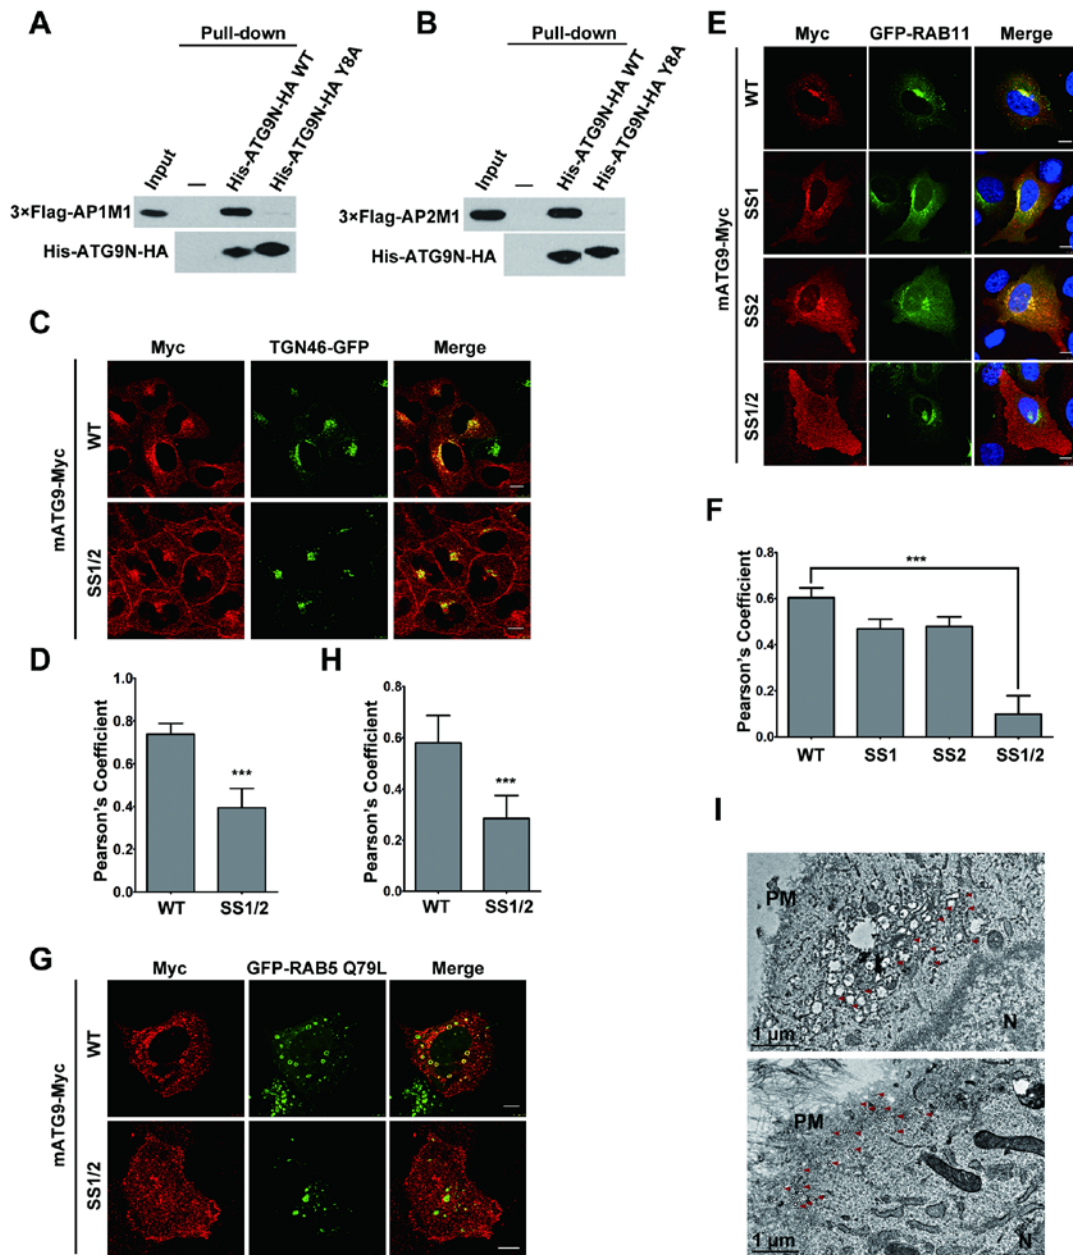 A
Pull-down
Input
—
His-ATG9N-HA WT
His-ATG9N-HA Y8A
3×Flag-AP1M1
His-ATG9N-HA
B
Pull-down
Input
—
His-ATG9N-HA WT
His-ATG9N-HA Y8A
3×Flag-AP2M1
His-ATG9N-HA
C
Myc
TGN46-GFP
Merge
mATG9-Myc
WT
SS1/2
D
Pearson's Coefficient
1.0
0.8
0.6
0.4
0.2
0.0
***
WT
SS1/2
E
Myc
GFP-RAB11
Merge
mATG9-Myc
WT
SS1
SS2
SS1/2
F
Pearson's Coefficient
0.8
0.6
0.4
0.2
0.0
***
WT
SS1
SS2
SS1/2
G
Myc
GFP-RAB5 Q79L
Merge
mATG9-Myc
WT
SS1/2
H
Pearson's Coefficient
0.8
0.6
0.4
0.2
0.0
***
WT
SS1/2
I
PM
N
1 µm
PM
N
1 µm